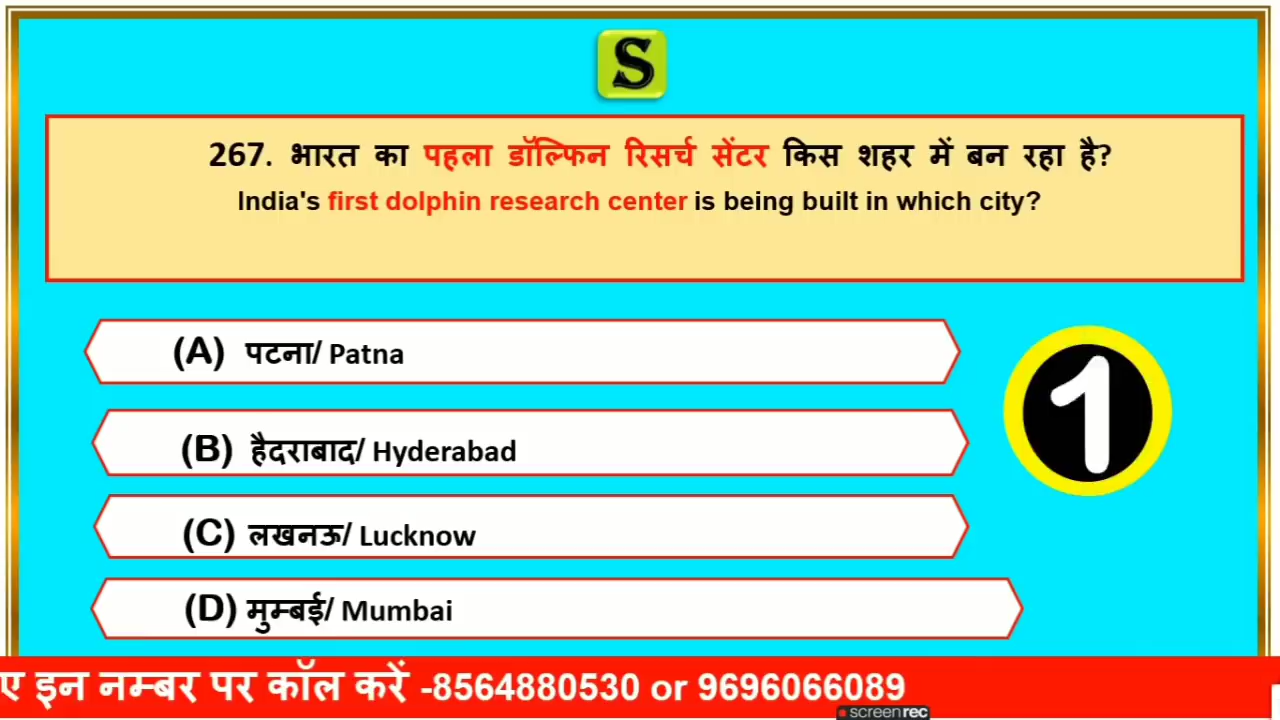 S
267. भारत का पहला डॉल्फिन रिसर्च सेंटर किस शहर में बन रहा है?
India's first dolphin research center is being built in which city?
(A) पटना/ Patna
1
(B) हैदराबाद/ Hyderabad
(C) लखनऊ/ Lucknow
(D) मुम्बई/ Mumbai
ए इन नम्बर पर कॉल करें -8564880530 or 9696066089
screenrec